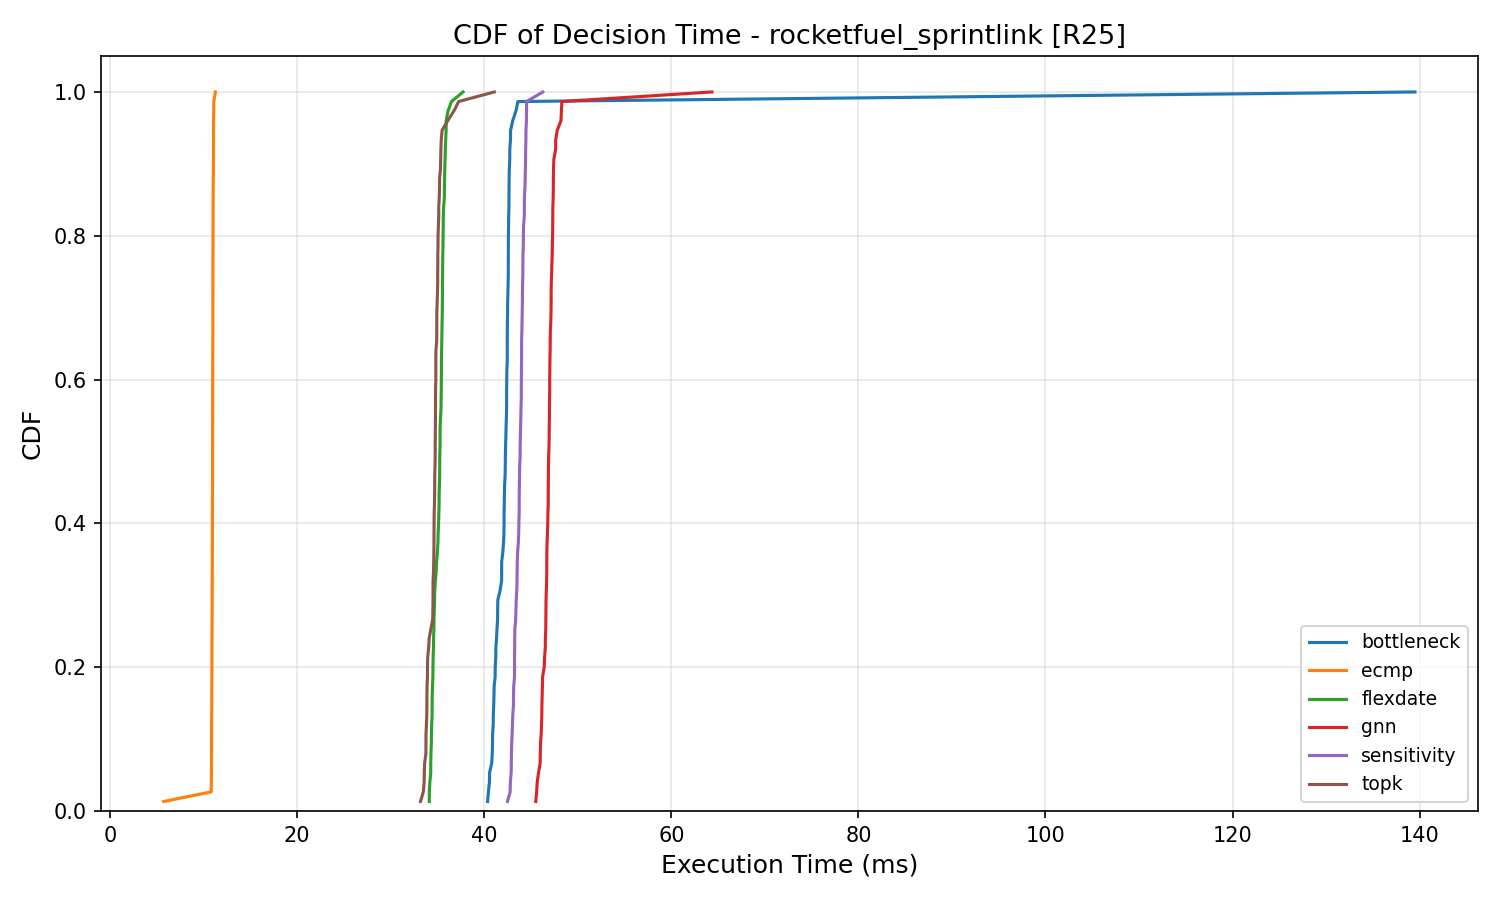 CDF of Decision Time - rocketfuel_sprintlink [R25]
1.0
0.8
0.6
0.4
0.2
0.0
CDF
0 20 40 60 80 100 120 140
Execution Time (ms)
bottleneck
ecmp
flexdate
gnn
sensitivity
topk